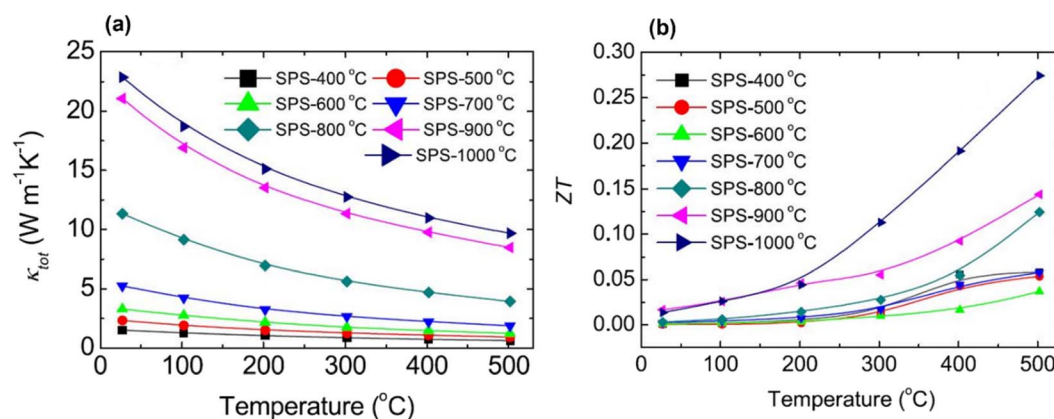 (a)
25
20
15
10
5
0
κtot (W m⁻¹K⁻¹)
SPS-400 °C SPS-500 °C
SPS-600 °C SPS-700 °C
SPS-800 °C SPS-900 °C
SPS-1000 °C
0 100 200 300 400 500
Temperature (°C)
(b)
0.30
0.25
0.20
0.15
0.10
0.05
0.00
ZT
SPS-400 °C
SPS-500 °C
SPS-600 °C
SPS-700 °C
SPS-800 °C
SPS-900 °C
SPS-1000 °C
0 100 200 300 400 500
Temperature (°C)